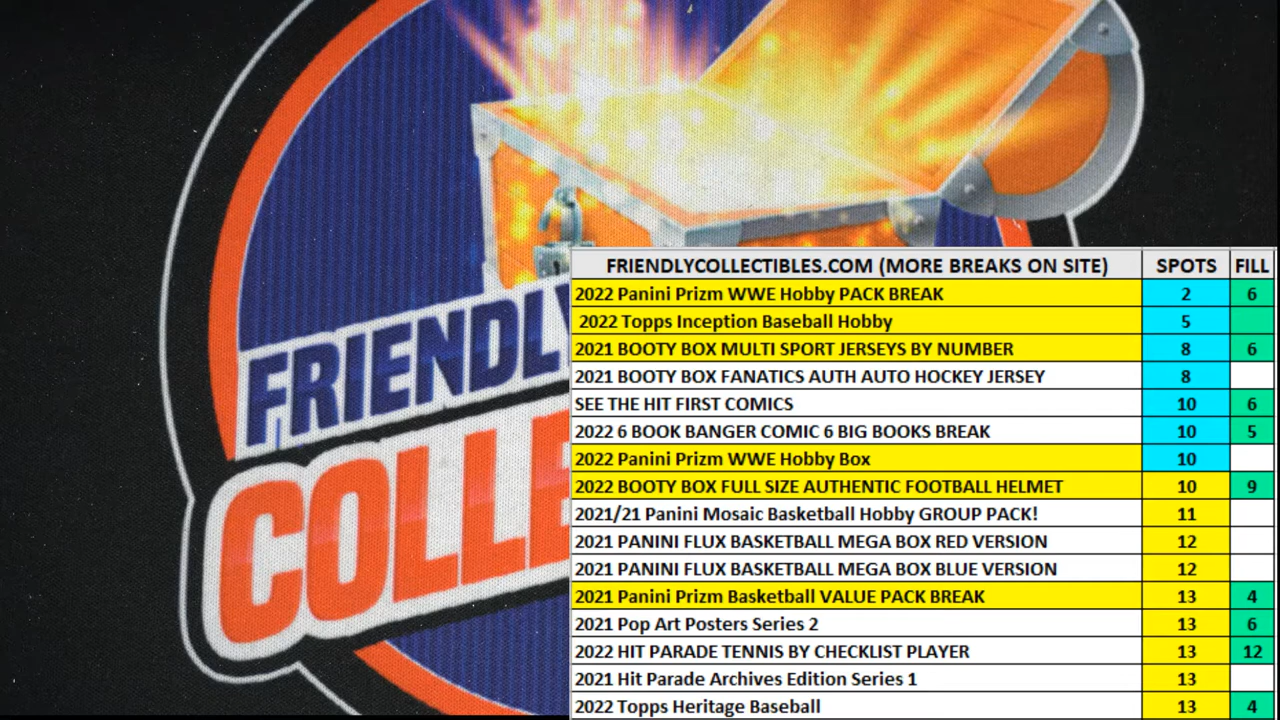 FRIENDLY
COLLE
FRIENDLYCOLLECTIBLES.COM (MORE BREAKS ON SITE) SPOTS FILL
2022 Panini Prizm WWE Hobby PACK BREAK 2 6
2022 Topps Inception Baseball Hobby 5
2021 BOOTY BOX MULTI SPORT JERSEYS BY NUMBER 8 6
2021 BOOTY BOX FANATICS AUTH AUTO HOCKEY JERSEY 8
SEE THE HIT FIRST COMICS 10 6
2022 6 BOOK BANGER COMIC 6 BIG BOOKS BREAK 10 5
2022 Panini Prizm WWE Hobby Box 10
2022 BOOTY BOX FULL SIZE AUTHENTIC FOOTBALL HELMET 10 9
2021/21 Panini Mosaic Basketball Hobby GROUP PACK! 11
2021 PANINI FLUX BASKETBALL MEGA BOX RED VERSION 12
2021 PANINI FLUX BASKETBALL MEGA BOX BLUE VERSION 12
2021 Panini Prizm Basketball VALUE PACK BREAK 13 4
2021 Pop Art Posters Series 2 13 6
2022 HIT PARADE TENNIS BY CHECKLIST PLAYER 13 12
2021 Hit Parade Archives Edition Series 1 13
2022 Topps Heritage Baseball 13 4